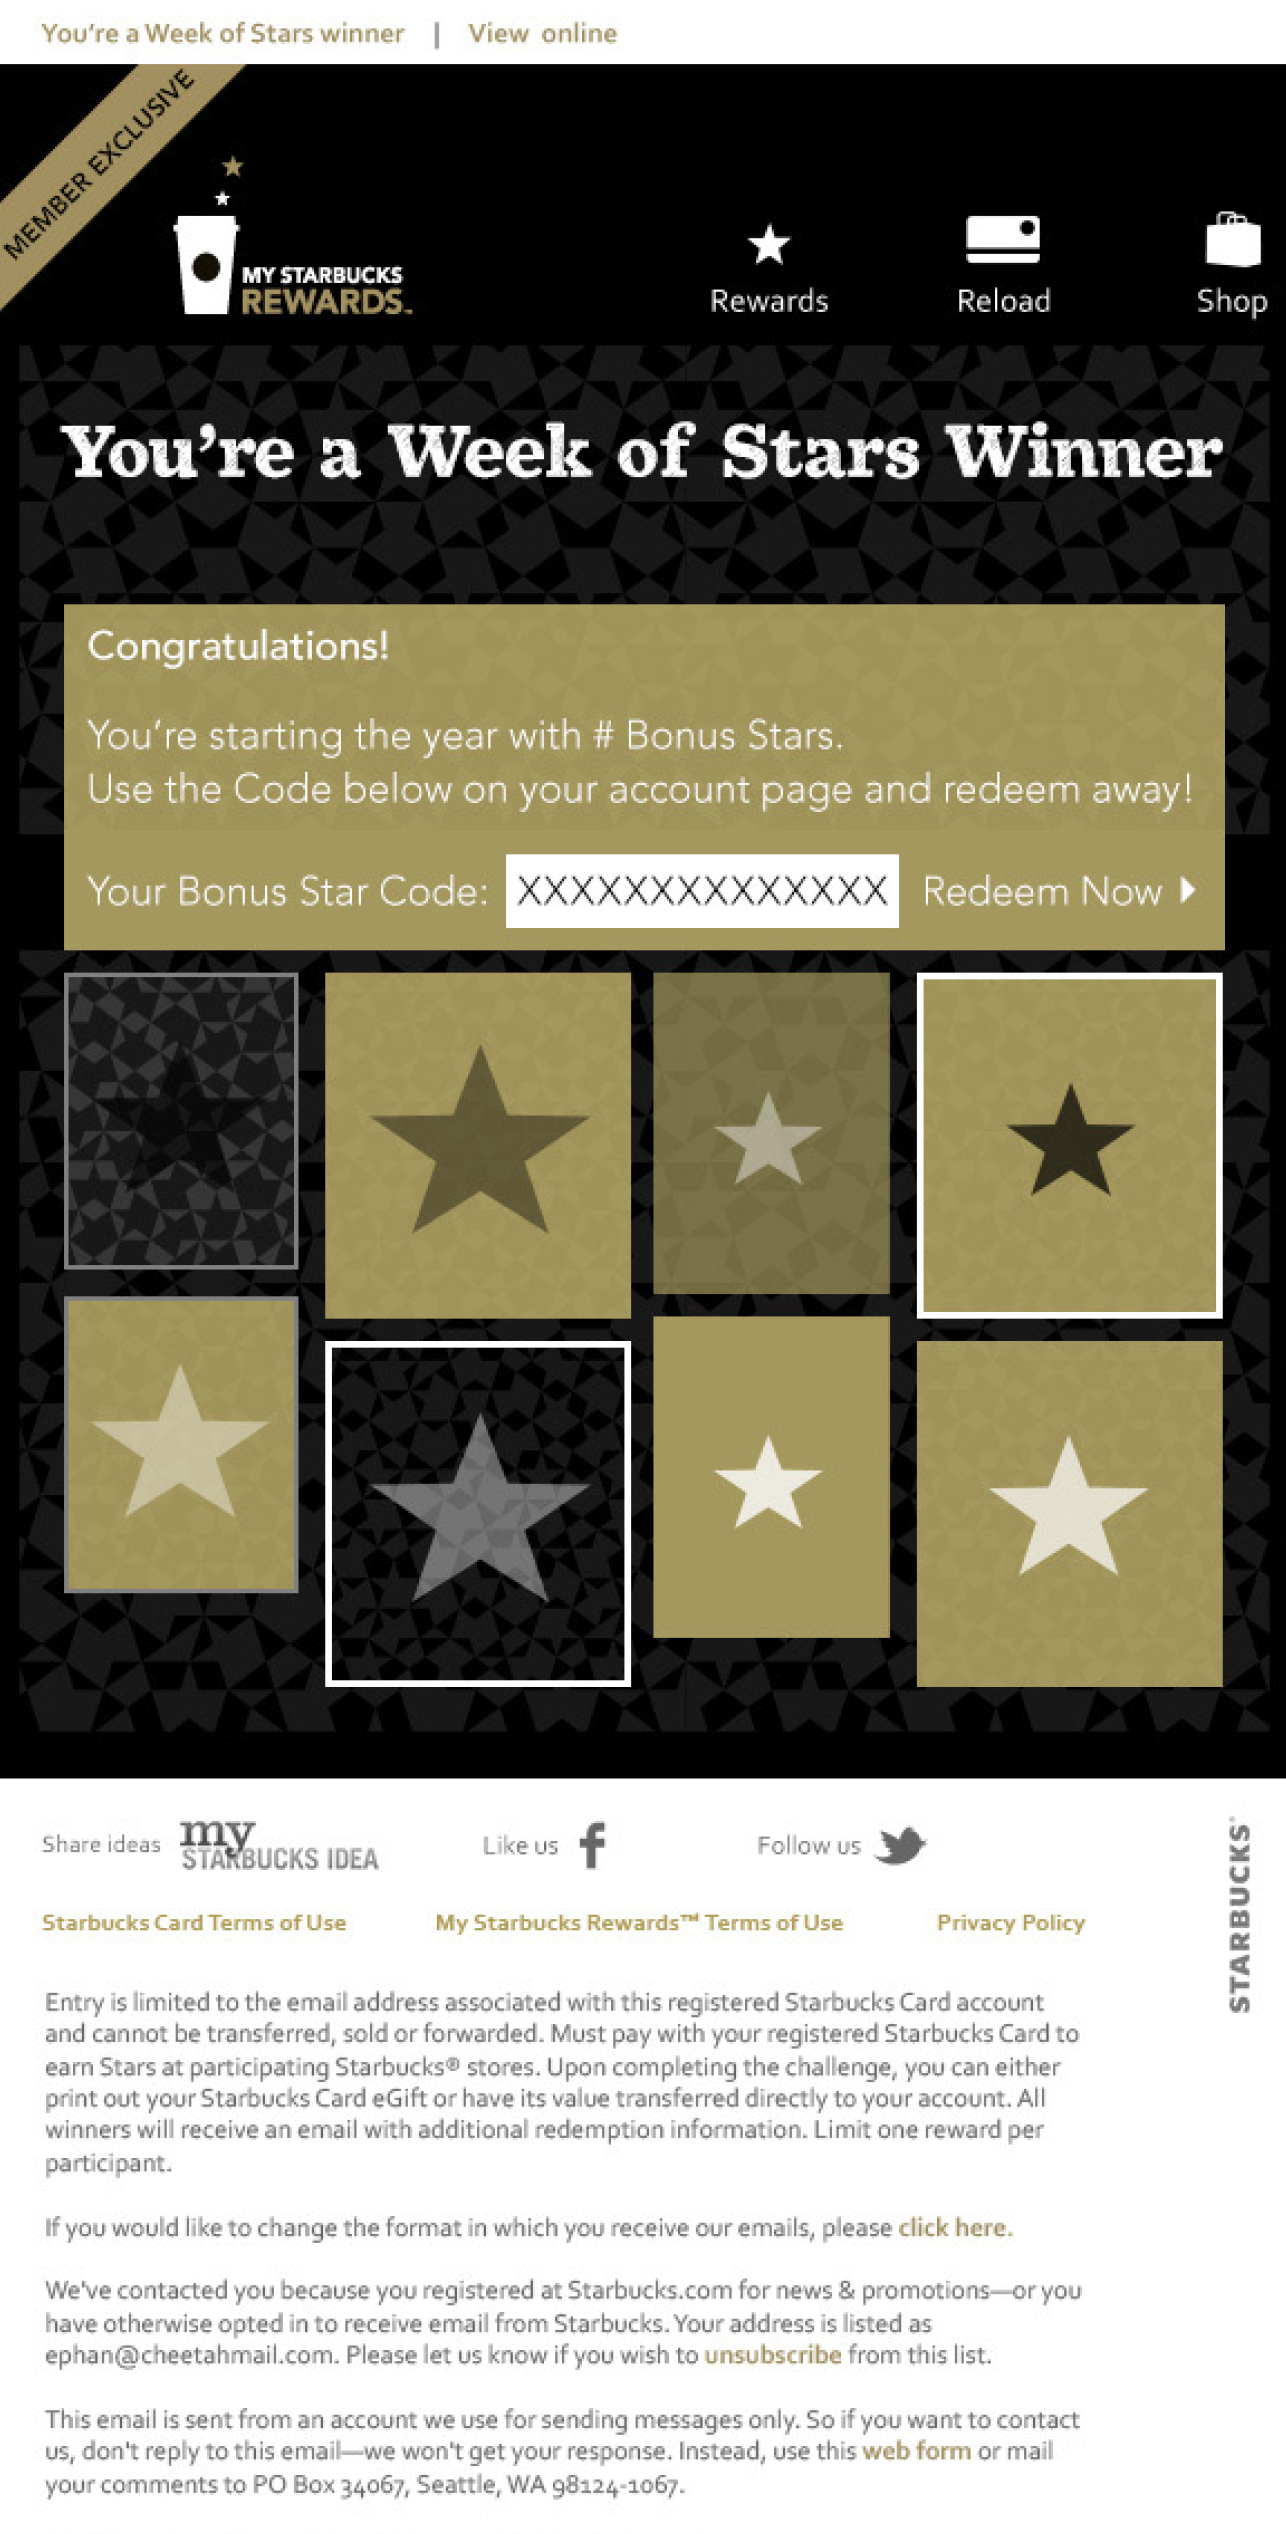 You're a Week of Stars winner | View online
MEMBER EXCLUSIVE
MY STARBUCKS
REWARDS™
Rewards
Reload
Shop
You're a Week of Stars Winner
Congratulations!
You're starting the year with # Bonus Stars.
Use the Code below on your account page and redeem away!
Your Bonus Star Code: XXXXXXXXXXXXXX Redeem Now
Share ideas my STARBUCKS IDEA
Like us
Follow us
STARBUCKS®
Starbucks Card Terms of Use
My Starbucks Rewards™ Terms of Use
Privacy Policy
Entry is limited to the email address associated with this registered Starbucks Card account
and cannot be transferred, sold or forwarded. Must pay with your registered Starbucks Card to
earn Stars at participating Starbucks® stores. Upon completing the challenge, you can either
print out your Starbucks Card eGift or have its value transferred directly to your account. All
winners will receive an email with additional redemption information. Limit one reward per
participant.
If you would like to change the format in which you receive our emails, please click here.
We've contacted you because you registered at Starbucks.com for news & promotions—or you
have otherwise opted in to receive email from Starbucks. Your address is listed as
ephan@cheetahmail.com. Please let us know if you wish to unsubscribe from this list.
This email is sent from an account we use for sending messages only. So if you want to contact
us, don't reply to this email—we won't get your response. Instead, use this web form or mail
your comments to PO Box 34067, Seattle, WA 98124-1067.